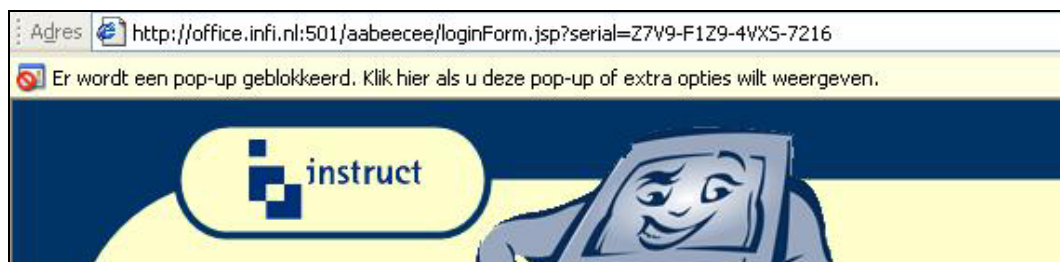 Adres http://office.infi.nl:501/aabeecee/loginForm.jsp?serial=Z7V9-F1Z9-4VXS-7216
Er wordt een pop-up geblokkeerd. Klik hier als u deze pop-up of extra opties wilt weergeven.
instruct